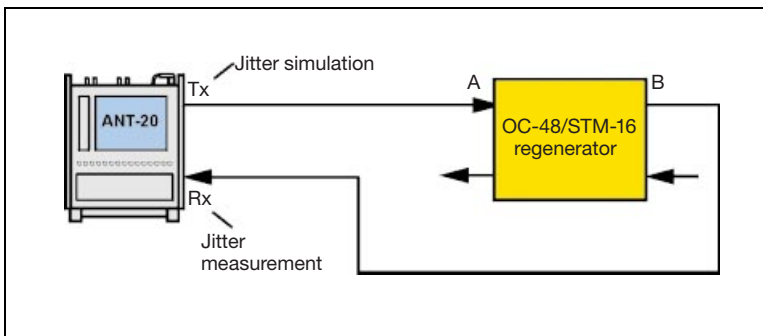 Jitter simulation
Tx
ANT-20
A
B
OC-48/STM-16
regenerator
Rx
Jitter
measurement